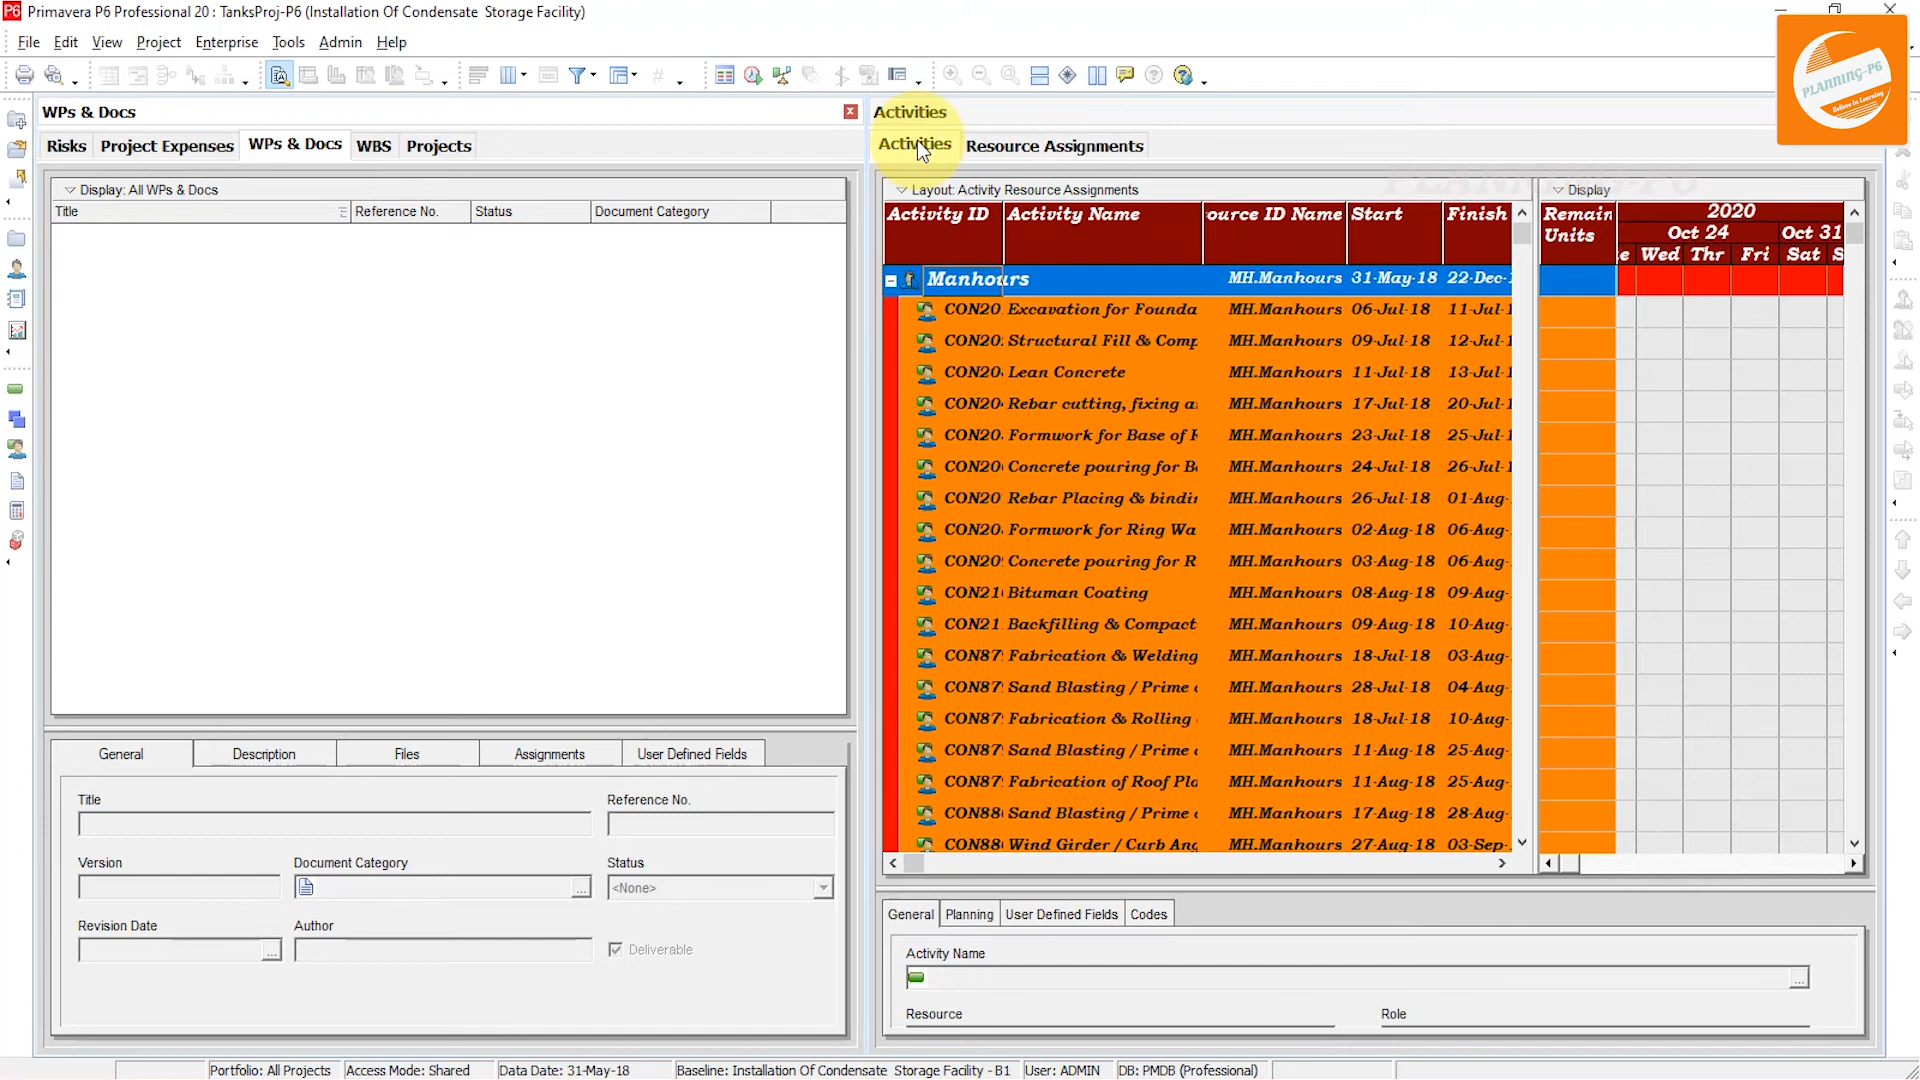 Primavera P6 Professional 20 : TanksProj-P6 (Installation Of Condensate  Storage Facility)
File Edit View Project Enterprise Tools Admin Help
PLANNING-P6
Believe In Learning
WPs & Docs
Risks Project Expenses WPs & Docs WBS Projects
Display: All WPs & Docs
Title Reference No. Status Document Category
General Description Files Assignments User Defined Fields
Title Reference No.
Version Document Category Status
<None>
Revision Date Author
Deliverable
Activities
Activities Resource Assignments
Layout: Activity Resource Assignments
Activity ID Activity Name ource ID Name Start Finish
Manhours MH.Manhours 31-May-18 22-Dec-
CON20 Excavation for Founda MH.Manhours 06-Jul-18 11-Jul-1
CON20 Structural Fill & Comp MH.Manhours 09-Jul-18 12-Jul-1
CON20 Lean Concrete MH.Manhours 11-Jul-18 13-Jul-1
CON20 Rebar cutting, fixing a MH.Manhours 17-Jul-18 20-Jul-1
CON20 Formwork for Base of MH.Manhours 23-Jul-18 25-Jul-1
CON20 Concrete pouring for B MH.Manhours 24-Jul-18 26-Jul-1
CON20 Rebar Placing & bindin MH.Manhours 26-Jul-18 01-Aug-
CON20 Formwork for Ring Wa MH.Manhours 02-Aug-18 06-Aug-
CON20 Concrete pouring for R MH.Manhours 03-Aug-18 06-Aug-
CON21 Bituman Coating MH.Manhours 08-Aug-18 09-Aug-
CON21 Backfilling & Compact MH.Manhours 09-Aug-18 10-Aug-
CON87 Fabrication & Welding MH.Manhours 18-Jul-18 03-Aug-
CON87 Sand Blasting / Prime MH.Manhours 28-Jul-18 04-Aug-
CON87 Fabrication & Rolling MH.Manhours 18-Jul-18 10-Aug-
CON87 Sand Blasting / Prime MH.Manhours 11-Aug-18 25-Aug-
CON87 Fabrication of Roof Pla MH.Manhours 11-Aug-18 25-Aug-
CON88 Sand Blasting / Prime MH.Manhours 17-Aug-18 28-Aug-
CON88 Wind Girder / Curb Ang MH.Manhours 27-Aug-18 03-Sep-
Display
Remain
Units
2020
Oct 24 Oct 31
e Wed Thr Fri Sat S
General Planning User Defined Fields Codes
Activity Name
Resource Role
Portfolio: All Projects Access Mode: Shared Data Date: 31-May-18 Baseline: Installation Of Condensate  Storage Facility - B1 User: ADMIN DB: PMDB (Professional)